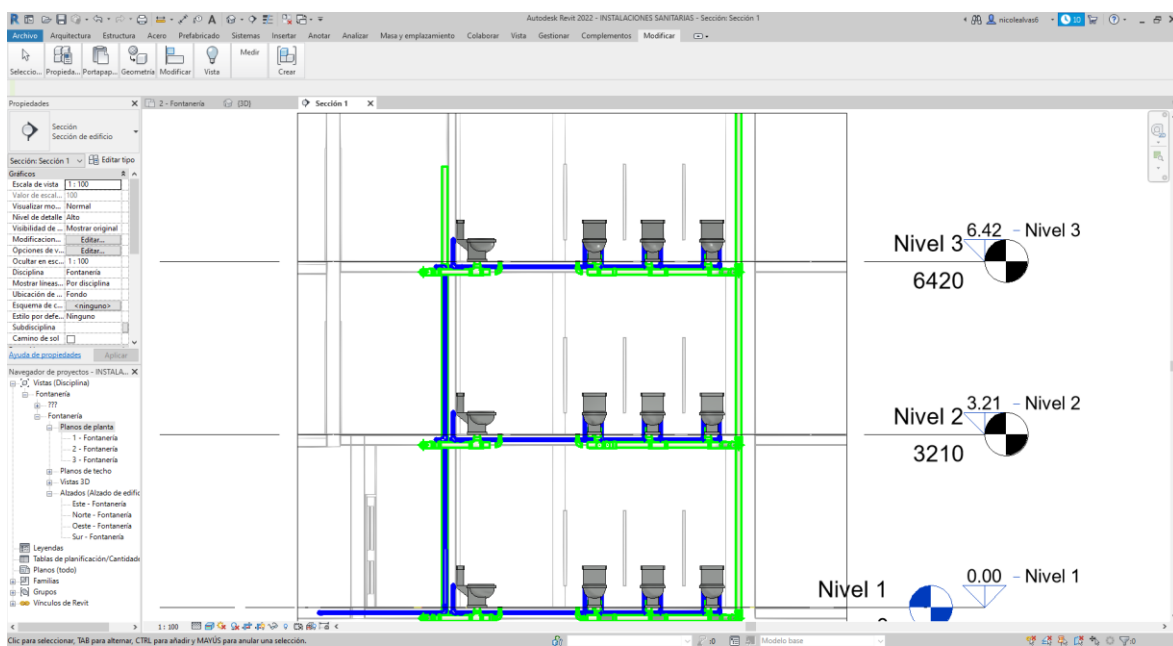 Autodesk Revit 2022 - INSTALACIONES SANITARIAS - Sección: Sección 1
nicolealvas6
10
Archivo Arquitectura Estructura Acero Prefabricado Sistemas Insertar Anotar Analizar Masa y emplazamiento Colaborar Vista Gestionar Complementos Modificar
Seleccio... Propieda... Portapap... Geometría Modificar Vista Medir Crear
Propiedades
2 - Fontanería {3D} Sección 1
Sección
Sección de edificio
Sección: Sección 1 Editar tipo
Gráficos
Escala de vista 1 : 100
Valor de escal... 100
Visualizar mo... Normal
Nivel de detalle Alto
Visibilidad de ... Mostrar original
Modificacion... Editar...
Opciones de v... Editar...
Ocultar en esc... 1 : 100
Disciplina Fontanería
Mostrar líneas... Por disciplina
Ubicación de ... Fondo
Esquema de c... <ninguno>
Estilo por defe... Ninguno
Subdisciplina
Camino de sol
Ayuda de propiedades Aplicar
Navegador de proyectos - INSTALA...
Vistas (Disciplina)
Fontanería
???
Fontanería
Planos de planta
1 - Fontanería
2 - Fontanería
3 - Fontanería
Planos de techo
Vistas 3D
Alzados (Alzado de edific
Este - Fontanería
Norte - Fontanería
Oeste - Fontanería
Sur - Fontanería
Leyendas
Tablas de planificación/Cantidade
Planos (todo)
Familias
Grupos
Vínculos de Revit
Nivel 3 6.42 - Nivel 3
6420
Nivel 2 3.21 - Nivel 2
3210
Nivel 1 0.00 - Nivel 1
1 : 100
Clic para seleccionar, TAB para alternar, CTRL para añadir y MAYÚS para anular una selección.
:0 Modelo base
:0